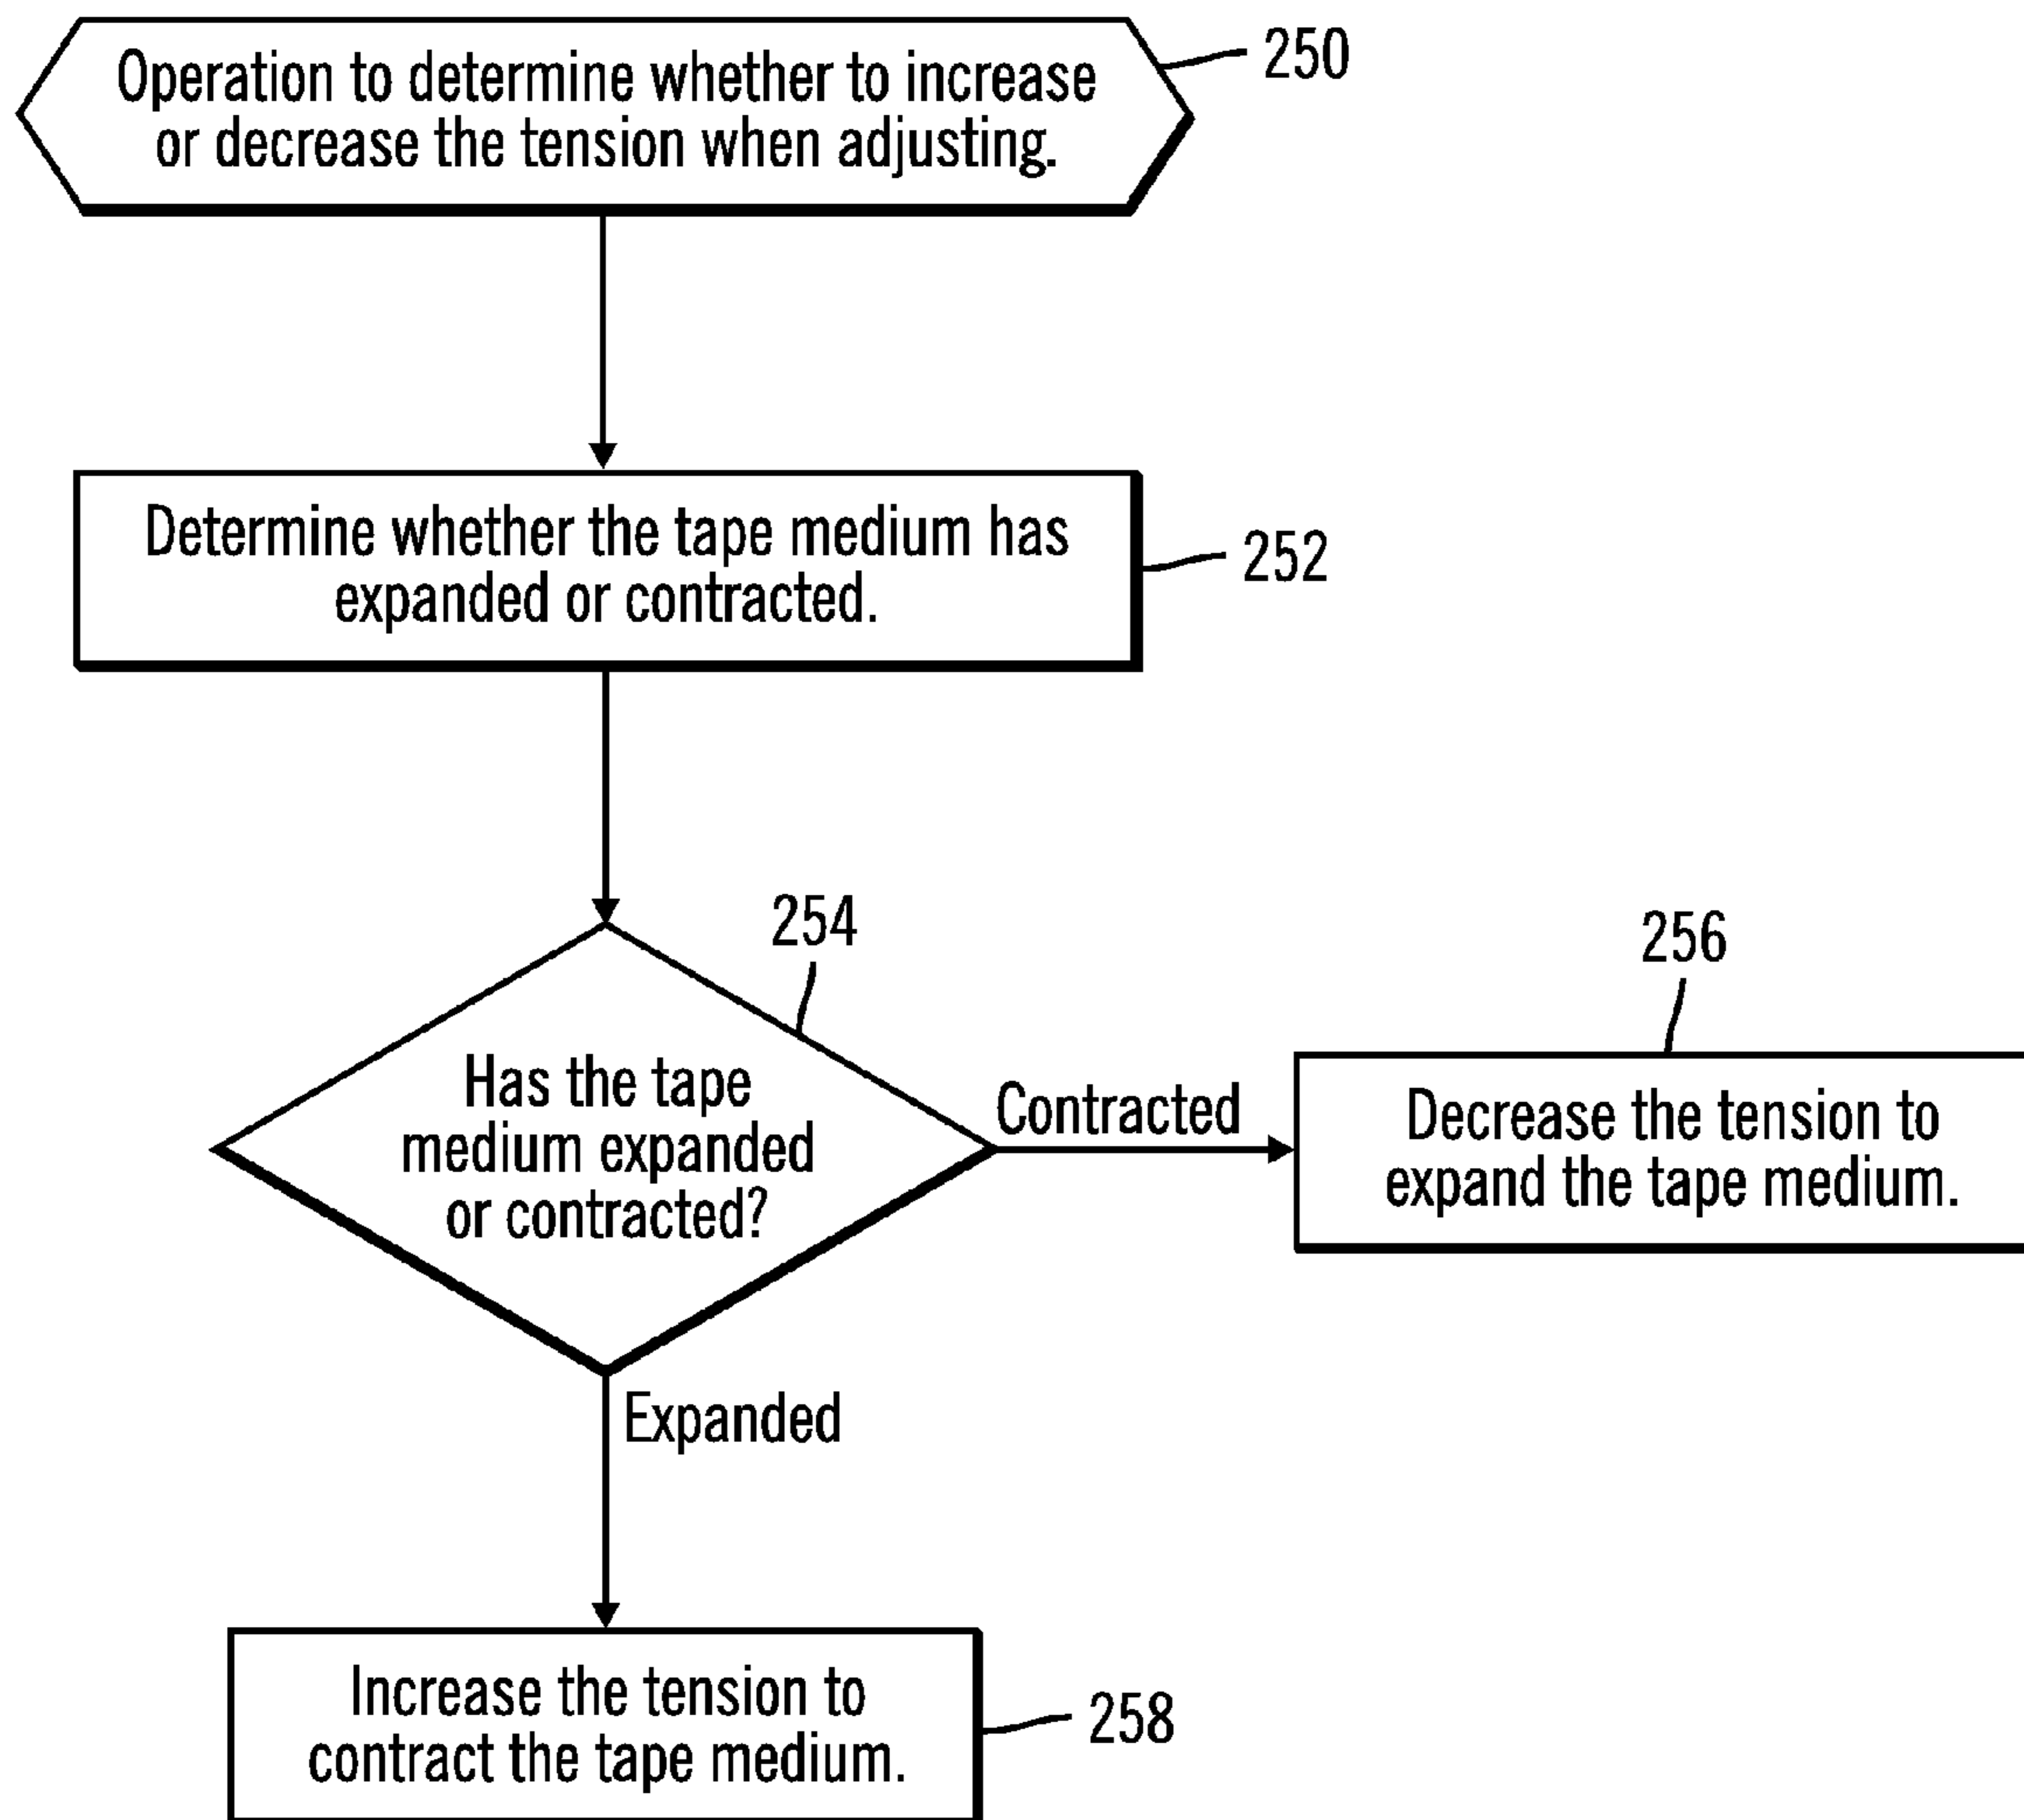 Operation to determine whether to increase
or decrease the tension when adjusting.
250
Determine whether the tape medium has
expanded or contracted.
252
254
Has the tape
medium expanded
or contracted?
Contracted
256
Decrease the tension to
expand the tape medium.
Expanded
Increase the tension to
contract the tape medium.
258